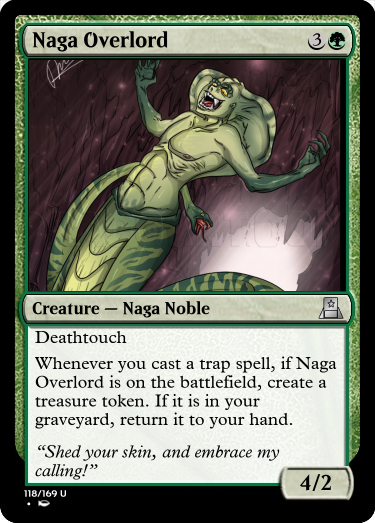 Naga Overlord
3
Creature — Naga Noble
Deathtouch
Whenever you cast a trap spell, if Naga
Overlord is on the battlefield, create a
treasure token. If it is in your
graveyard, return it to your hand.
“Shed your skin, and embrace my
calling!”
4/2
118/169 U